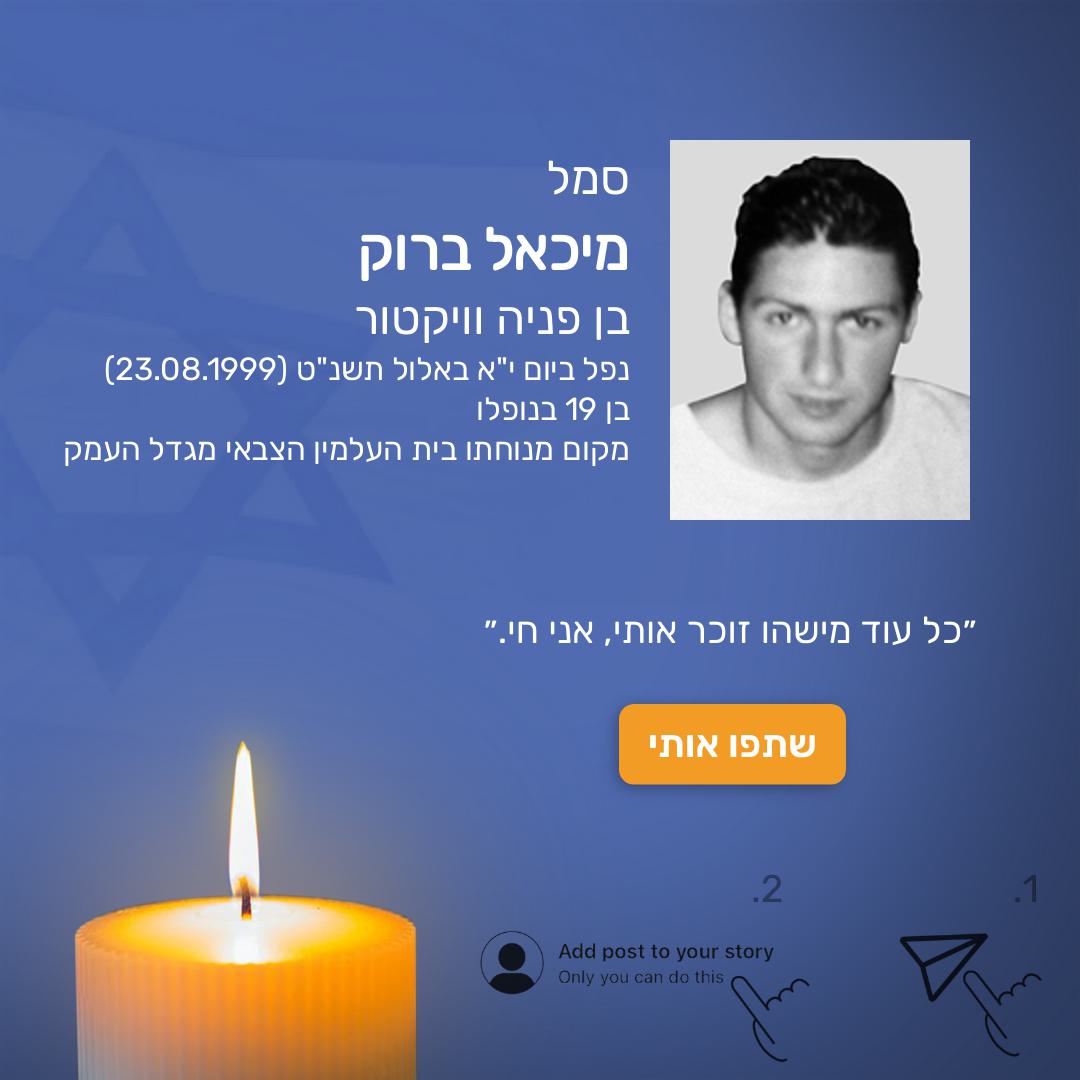 סמל
מיכאל ברוק
בן פניה וויקטור
נפל ביום י"א באלול תשנ"ט (23.08.1999)
בן 19 בנופלו
מקום מנוחתו בית העלמין הצבאי מגדל העמק
״כל עוד מישהו זוכר אותי, אני חי.״
שתפו אותי
1.
2.
Add post to your story
Only you can do this